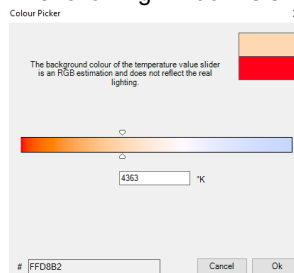 Colour Picker
The background colour of the temperature value slider
is an RGB estimation and does not reflect the real
lighting.
4363 °K
# FFD8B2 Cancel Ok